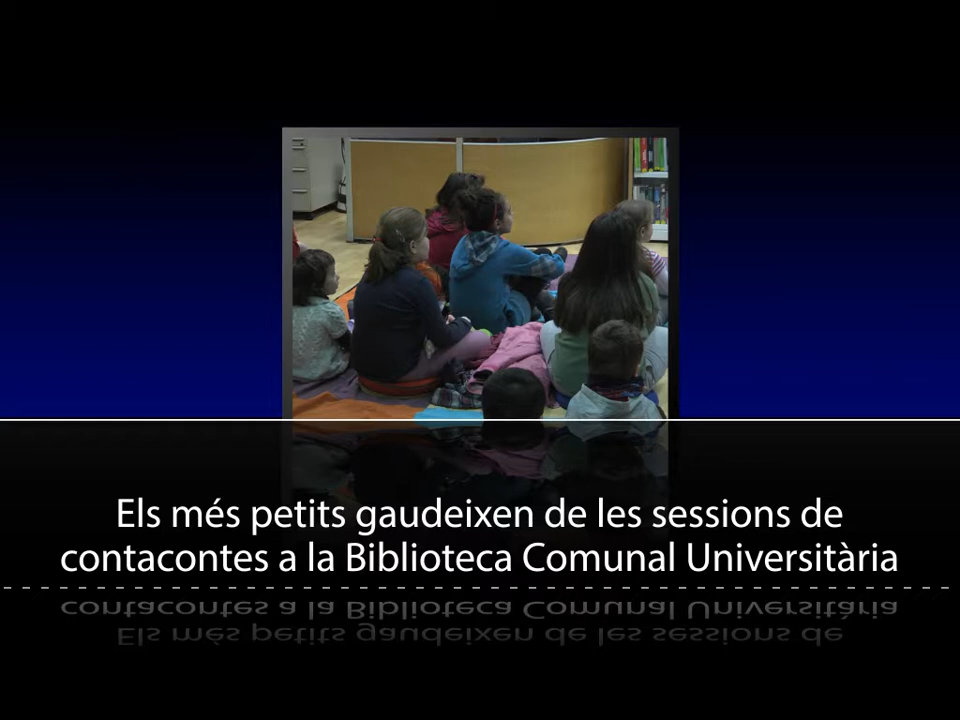 Els més petits gaudeixen de les sessions de
contacontes a la Biblioteca Comunal Universitària